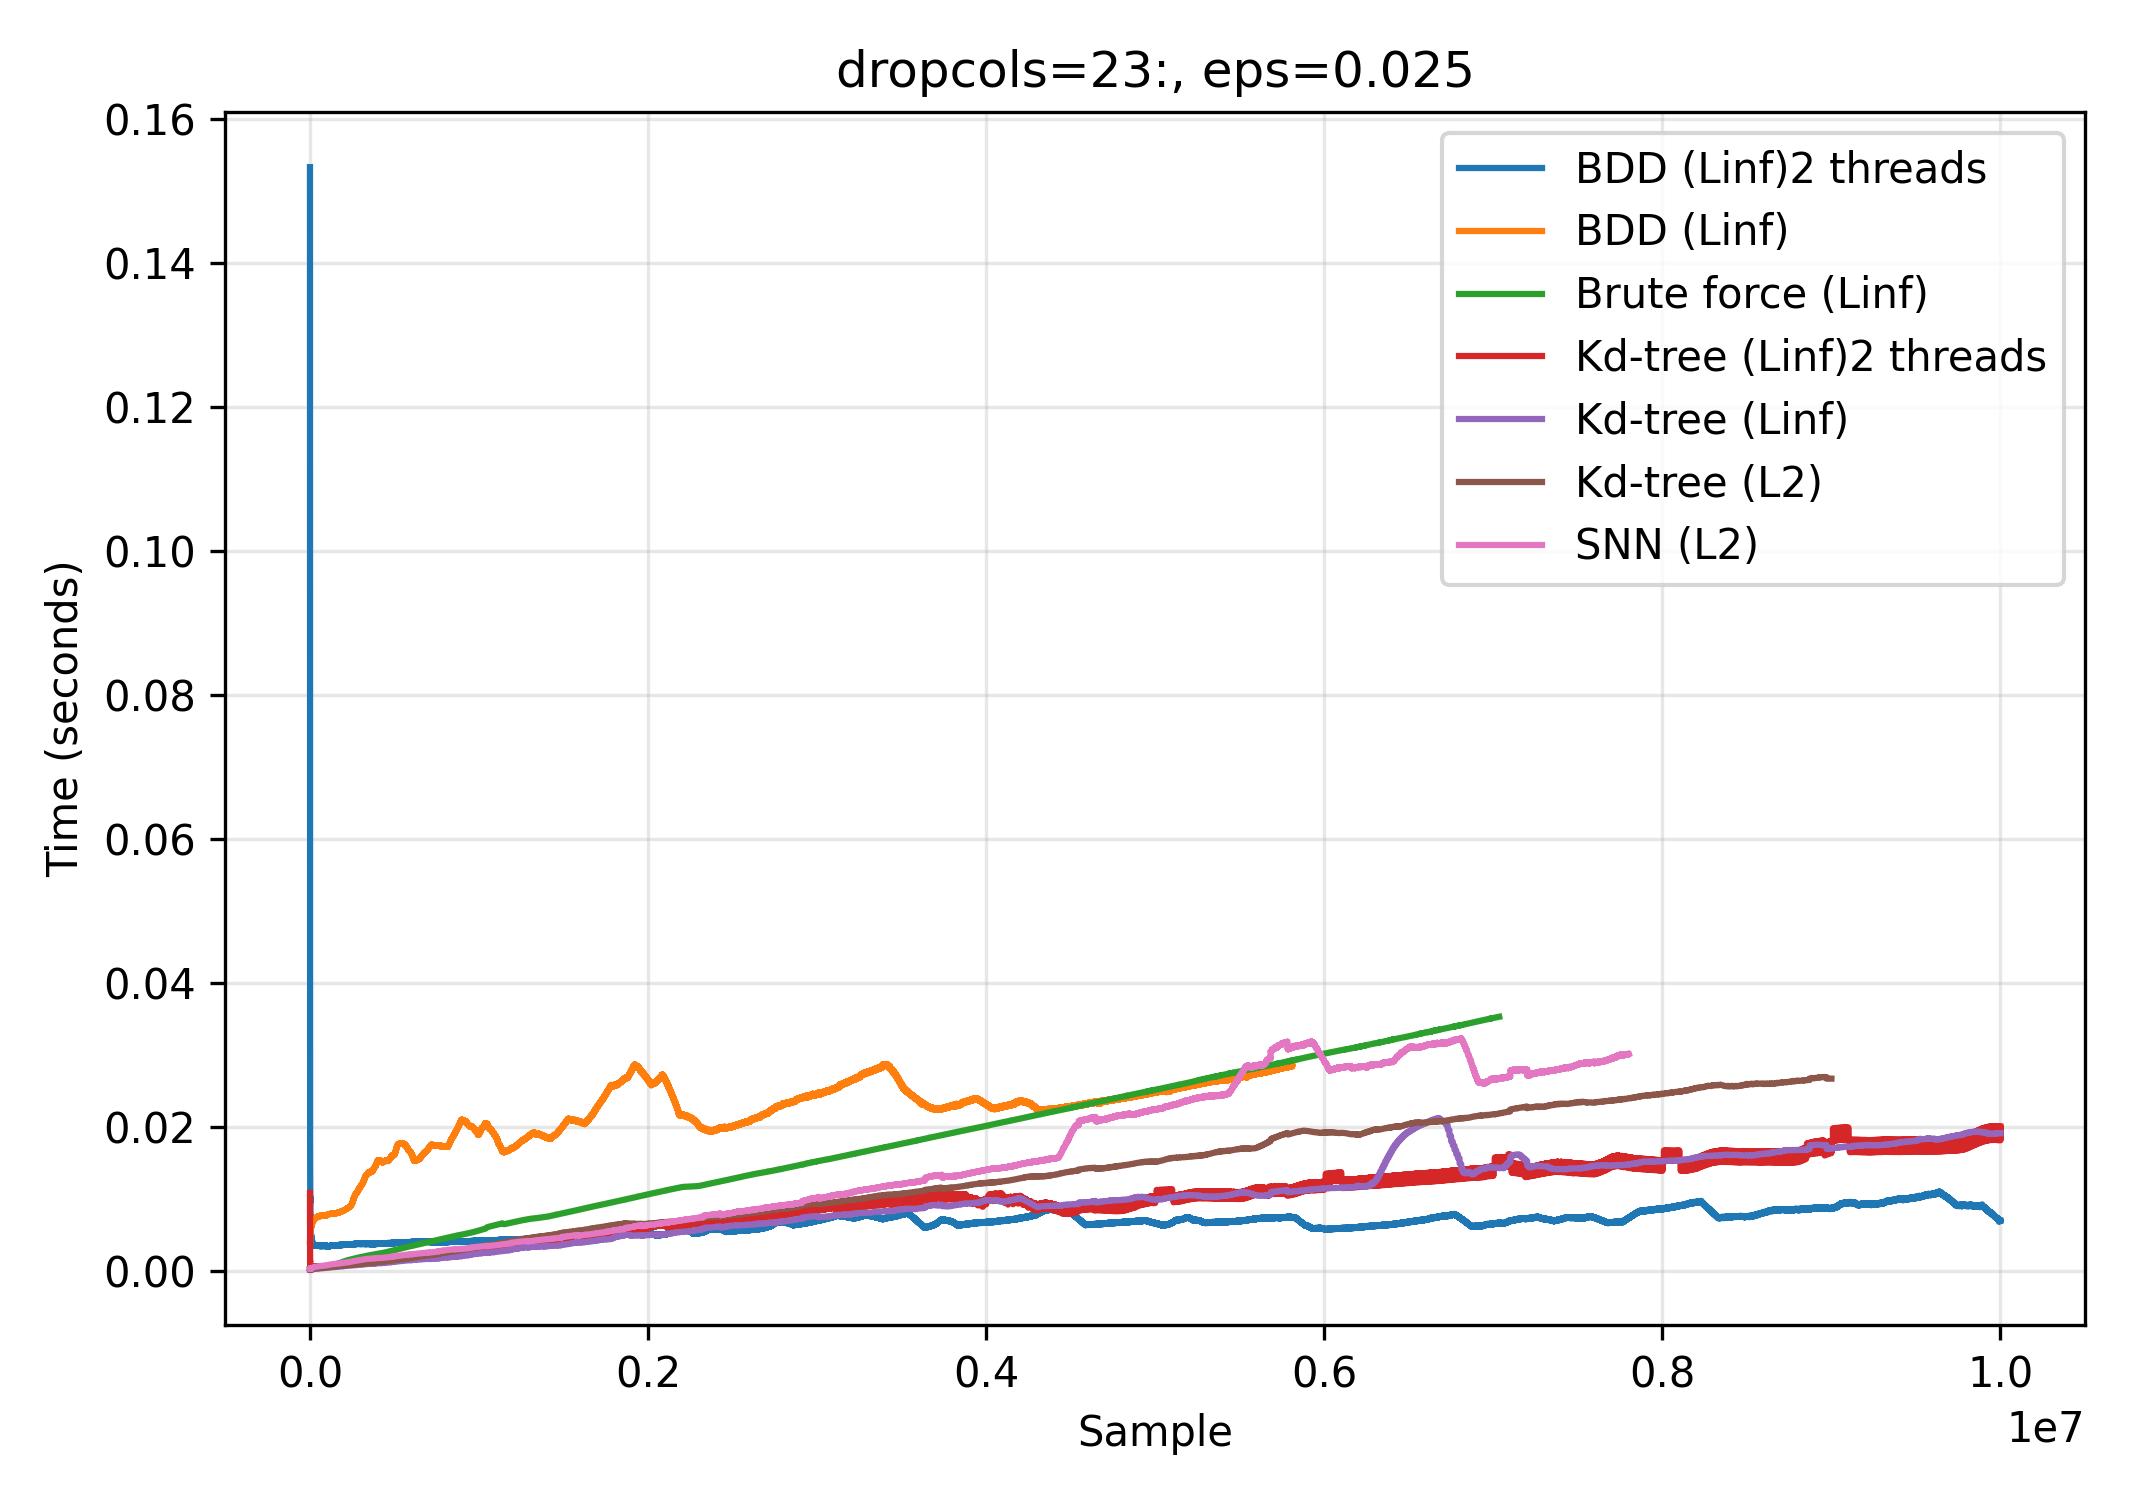 dropcols=23:, eps=0.025
0.16
0.14
0.12
0.10
0.08
0.06
0.04
0.02
0.00
Time (seconds)
BDD (Linf)2 threads
BDD (Linf)
Brute force (Linf)
Kd-tree (Linf)2 threads
Kd-tree (Linf)
Kd-tree (L2)
SNN (L2)
0.0 0.2 0.4 0.6 0.8 1.0
Sample
1e7